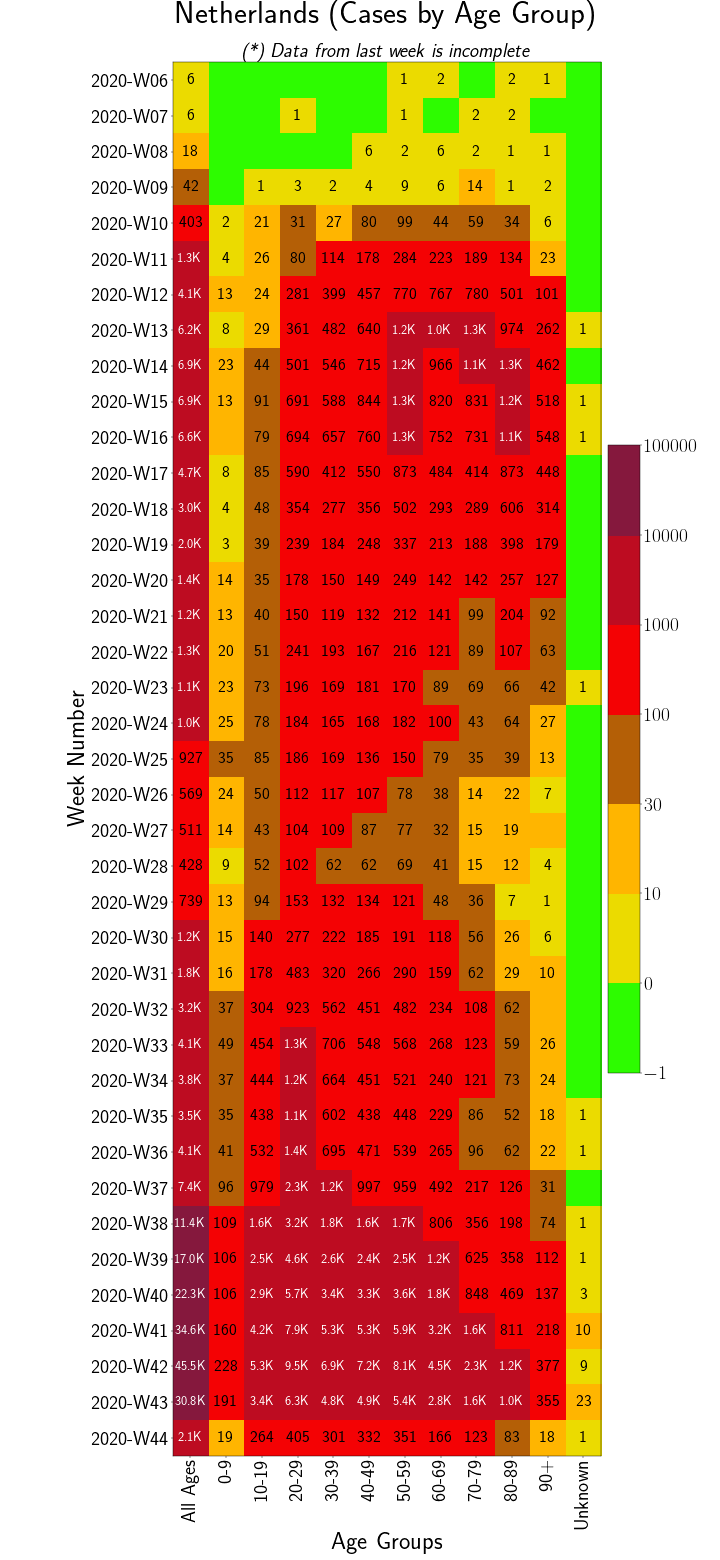 Netherlands (Cases by Age Group)
(*) Data from last week is incomplete
2020-W06 6 1 2 2 1
2020-W07 6 1 1 2 2
2020-W08 18 6 2 6 2 1 1
2020-W09 42 1 3 2 4 9 6 14 1 2
2020-W10 403 2 21 31 27 80 99 44 59 34 6
2020-W11 1.3K 4 26 80 114 178 284 223 189 134 23
2020-W12 4.1K 13 24 281 399 457 770 767 780 501 101
2020-W13 6.2K 8 29 361 482 640 1.2K 1.0K 1.3K 974 262 1
2020-W14 6.9K 23 44 501 546 715 1.2K 966 1.1K 1.3K 462
2020-W15 6.9K 13 91 691 588 844 1.3K 820 831 1.2K 518 1
2020-W16 6.6K 79 694 657 760 1.3K 752 731 1.1K 548 1
2020-W17 4.7K 8 85 590 412 550 873 484 414 873 448
2020-W18 3.0K 4 48 354 277 356 502 293 289 606 314
2020-W19 2.0K 3 39 239 184 248 337 213 188 398 179
2020-W20 1.4K 14 35 178 150 149 249 142 142 257 127
2020-W21 1.2K 13 40 150 119 132 212 141 99 204 92
2020-W22 1.3K 20 51 241 193 167 216 121 89 107 63
2020-W23 1.1K 23 73 196 169 181 170 89 69 66 42 1
2020-W24 1.0K 25 78 184 165 168 182 100 43 64 27
2020-W25 927 35 85 186 169 136 150 79 35 39 13
2020-W26 569 24 50 112 117 107 78 38 14 22 7
2020-W27 511 14 43 104 109 87 77 32 15 19
2020-W28 428 9 52 102 62 62 69 41 15 12 4
2020-W29 739 13 94 153 132 134 121 48 36 7 1
2020-W30 1.2K 15 140 277 222 185 191 118 56 26 6
2020-W31 1.8K 16 178 483 320 266 290 159 62 29 10
2020-W32 3.2K 37 304 923 562 451 482 234 108 62
2020-W33 4.1K 49 454 1.3K 706 548 568 268 123 59 26
2020-W34 3.8K 37 444 1.2K 664 451 521 240 121 73 24
2020-W35 3.5K 35 438 1.1K 602 438 448 229 86 52 18 1
2020-W36 4.1K 41 532 1.4K 695 471 539 265 96 62 22 1
2020-W37 7.4K 96 979 2.3K 1.2K 997 959 492 217 126 31
2020-W38 11.4K 109 1.6K 3.2K 1.8K 1.6K 1.7K 806 356 198 74 1
2020-W39 17.0K 106 2.5K 4.6K 2.6K 2.4K 2.5K 1.2K 625 358 112 1
2020-W40 22.3K 106 2.9K 5.7K 3.4K 3.3K 3.6K 1.8K 848 469 137 3
2020-W41 34.6K 160 4.2K 7.9K 5.3K 5.3K 5.9K 3.2K 1.6K 811 218 10
2020-W42 45.5K 228 5.3K 9.5K 6.9K 7.2K 8.1K 4.5K 2.3K 1.2K 377 9
2020-W43 30.8K 191 3.4K 6.3K 4.8K 4.9K 5.4K 2.8K 1.6K 1.0K 355 23
2020-W44 2.1K 19 264 405 301 332 351 166 123 83 18 1
All Ages 0-9 10-19 20-29 30-39 40-49 50-59 60-69 70-79 80-89 90+ Unknown
Age Groups
Week Number
100000
10000
1000
100
30
10
0
−1